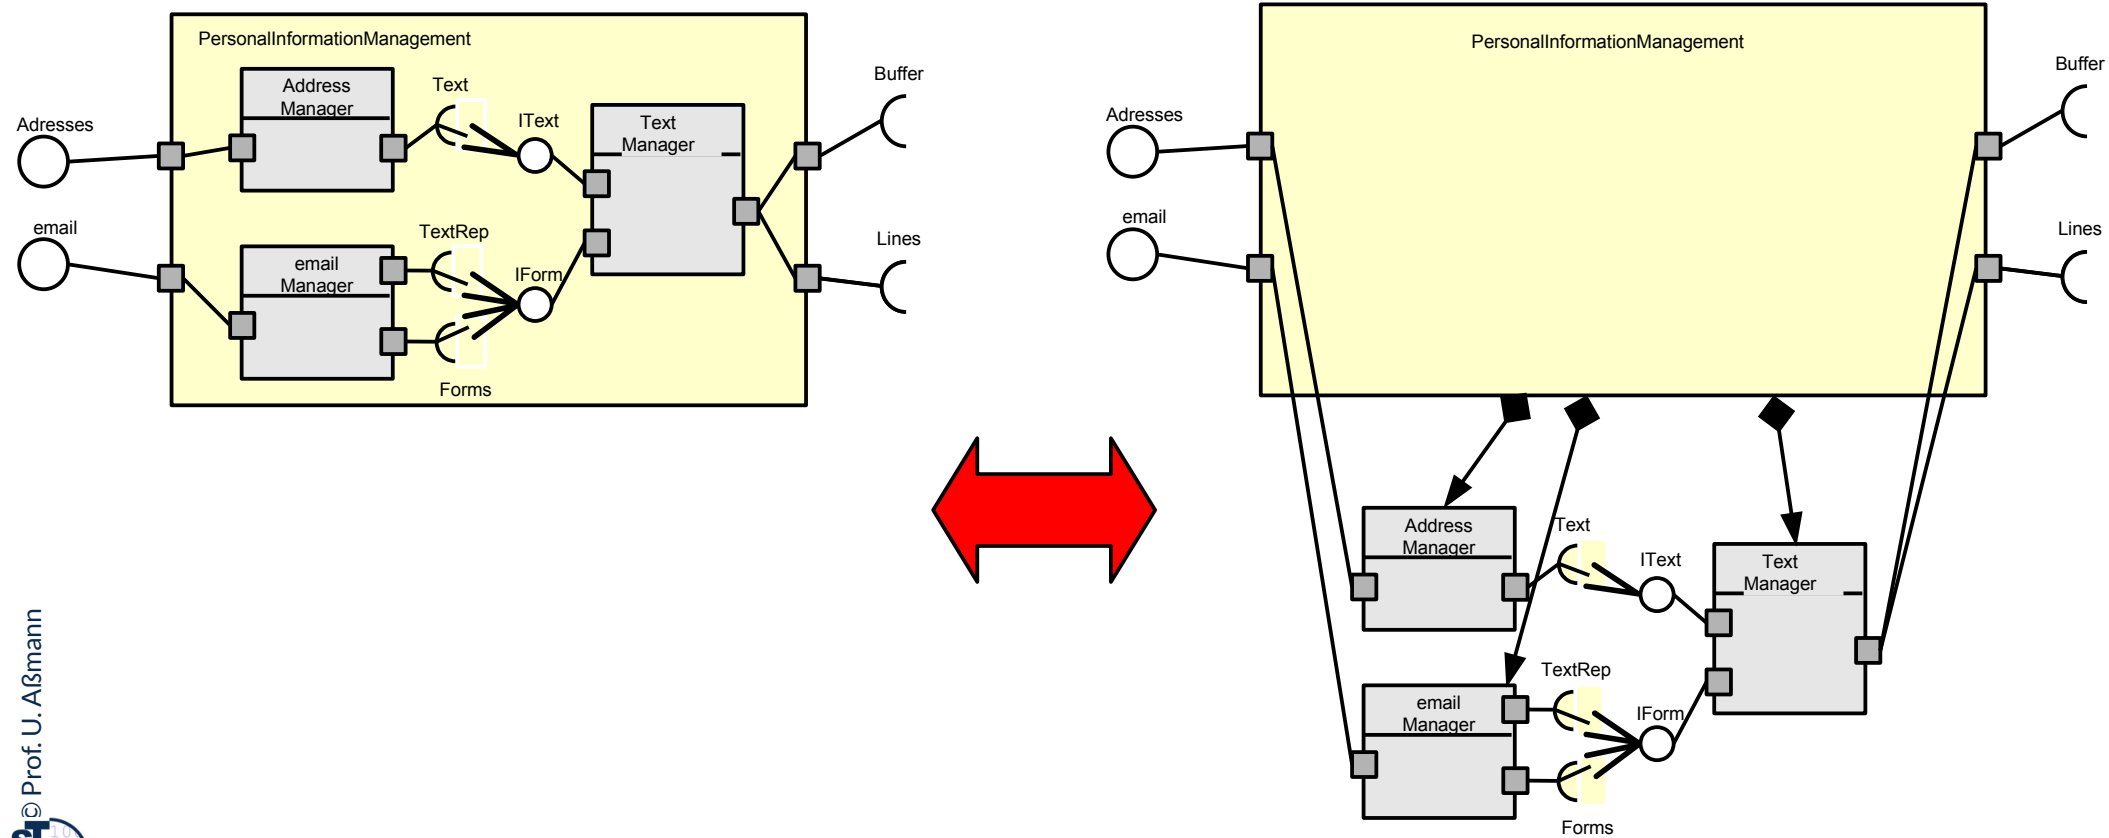 PersonalInformationManagement
Address
Manager
Text
IText
Text
Manager
Buffer
Adresses
email
TextRep
email
Manager
IForm
Lines
Forms
PersonalInformationManagement
Buffer
Adresses
email
Lines
Address
Manager
Text
IText
Text
Manager
TextRep
email
Manager
IForm
Forms
© Prof. U. Aßmann